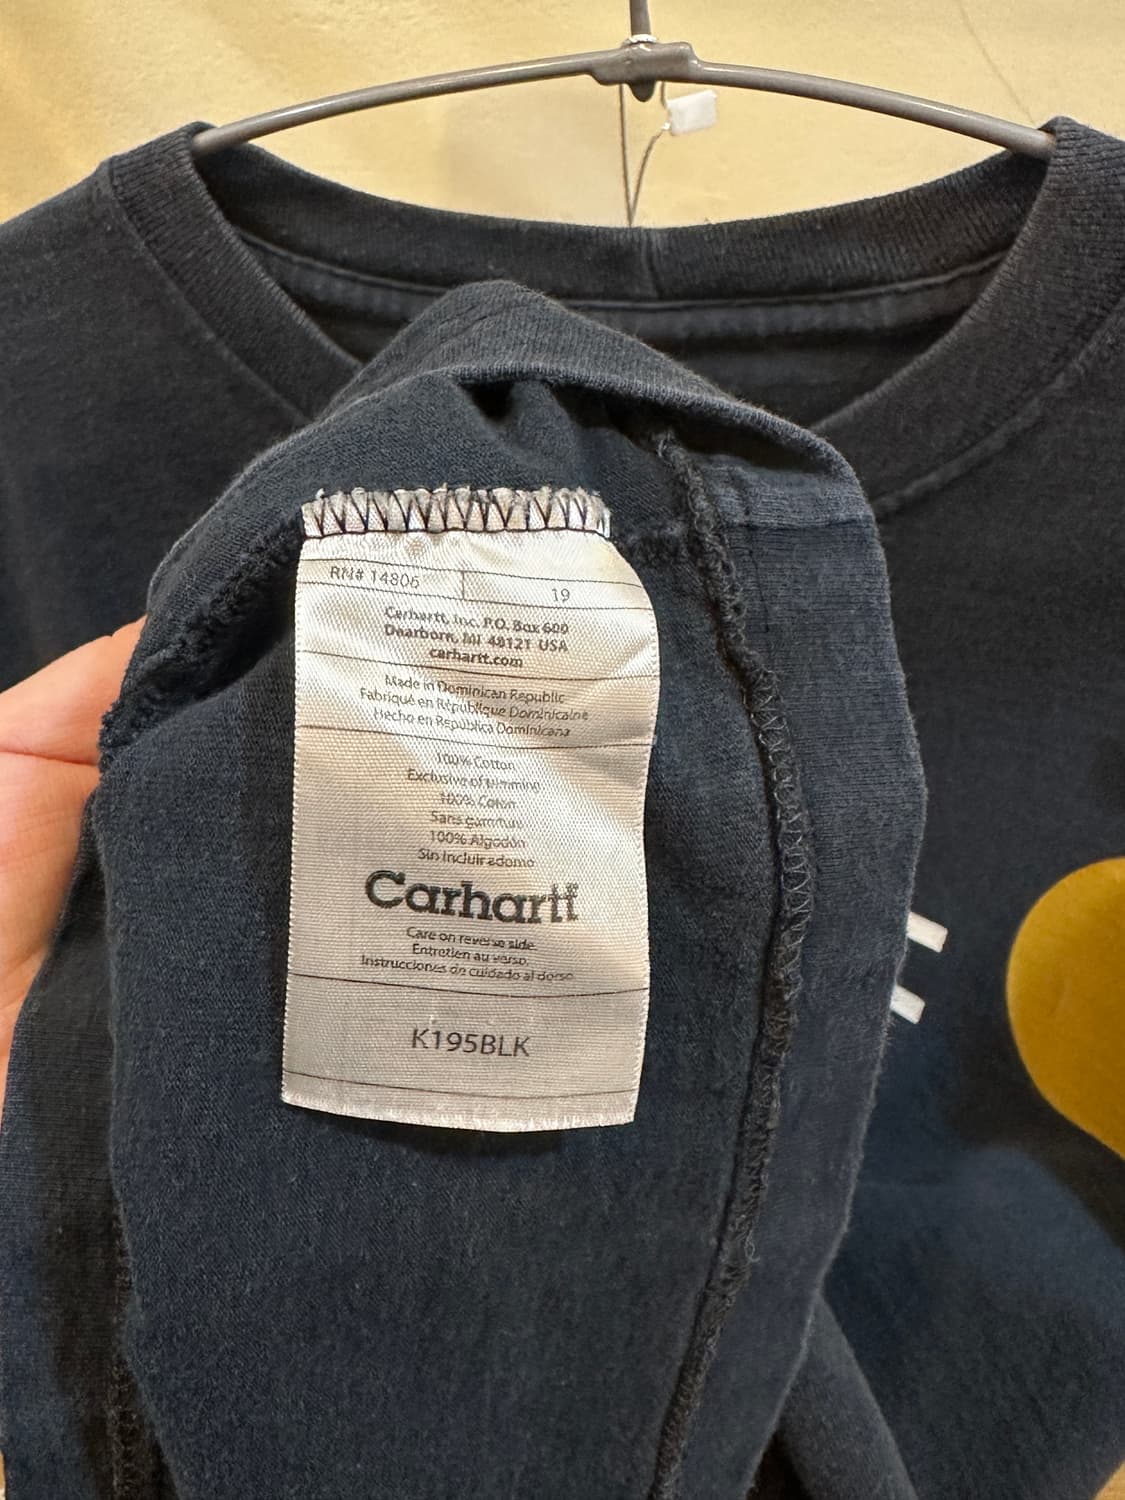 RN# 14806
19
Carhartt, Inc. P.O. Box 600
Dearborn, MI 48121 USA
carhartt.com
Made in Dominican Republic
Fabriqué en République Dominicaine
Hecho en República Dominicana
100% Cotton
Exclusive of trimming
100% Coton
Sans garniture
100% Algodón
Sin incluir adorno
Carhartt
Care on reverse side
Entretien au verso
Instrucciones de cuidado al dorso
K195BLK